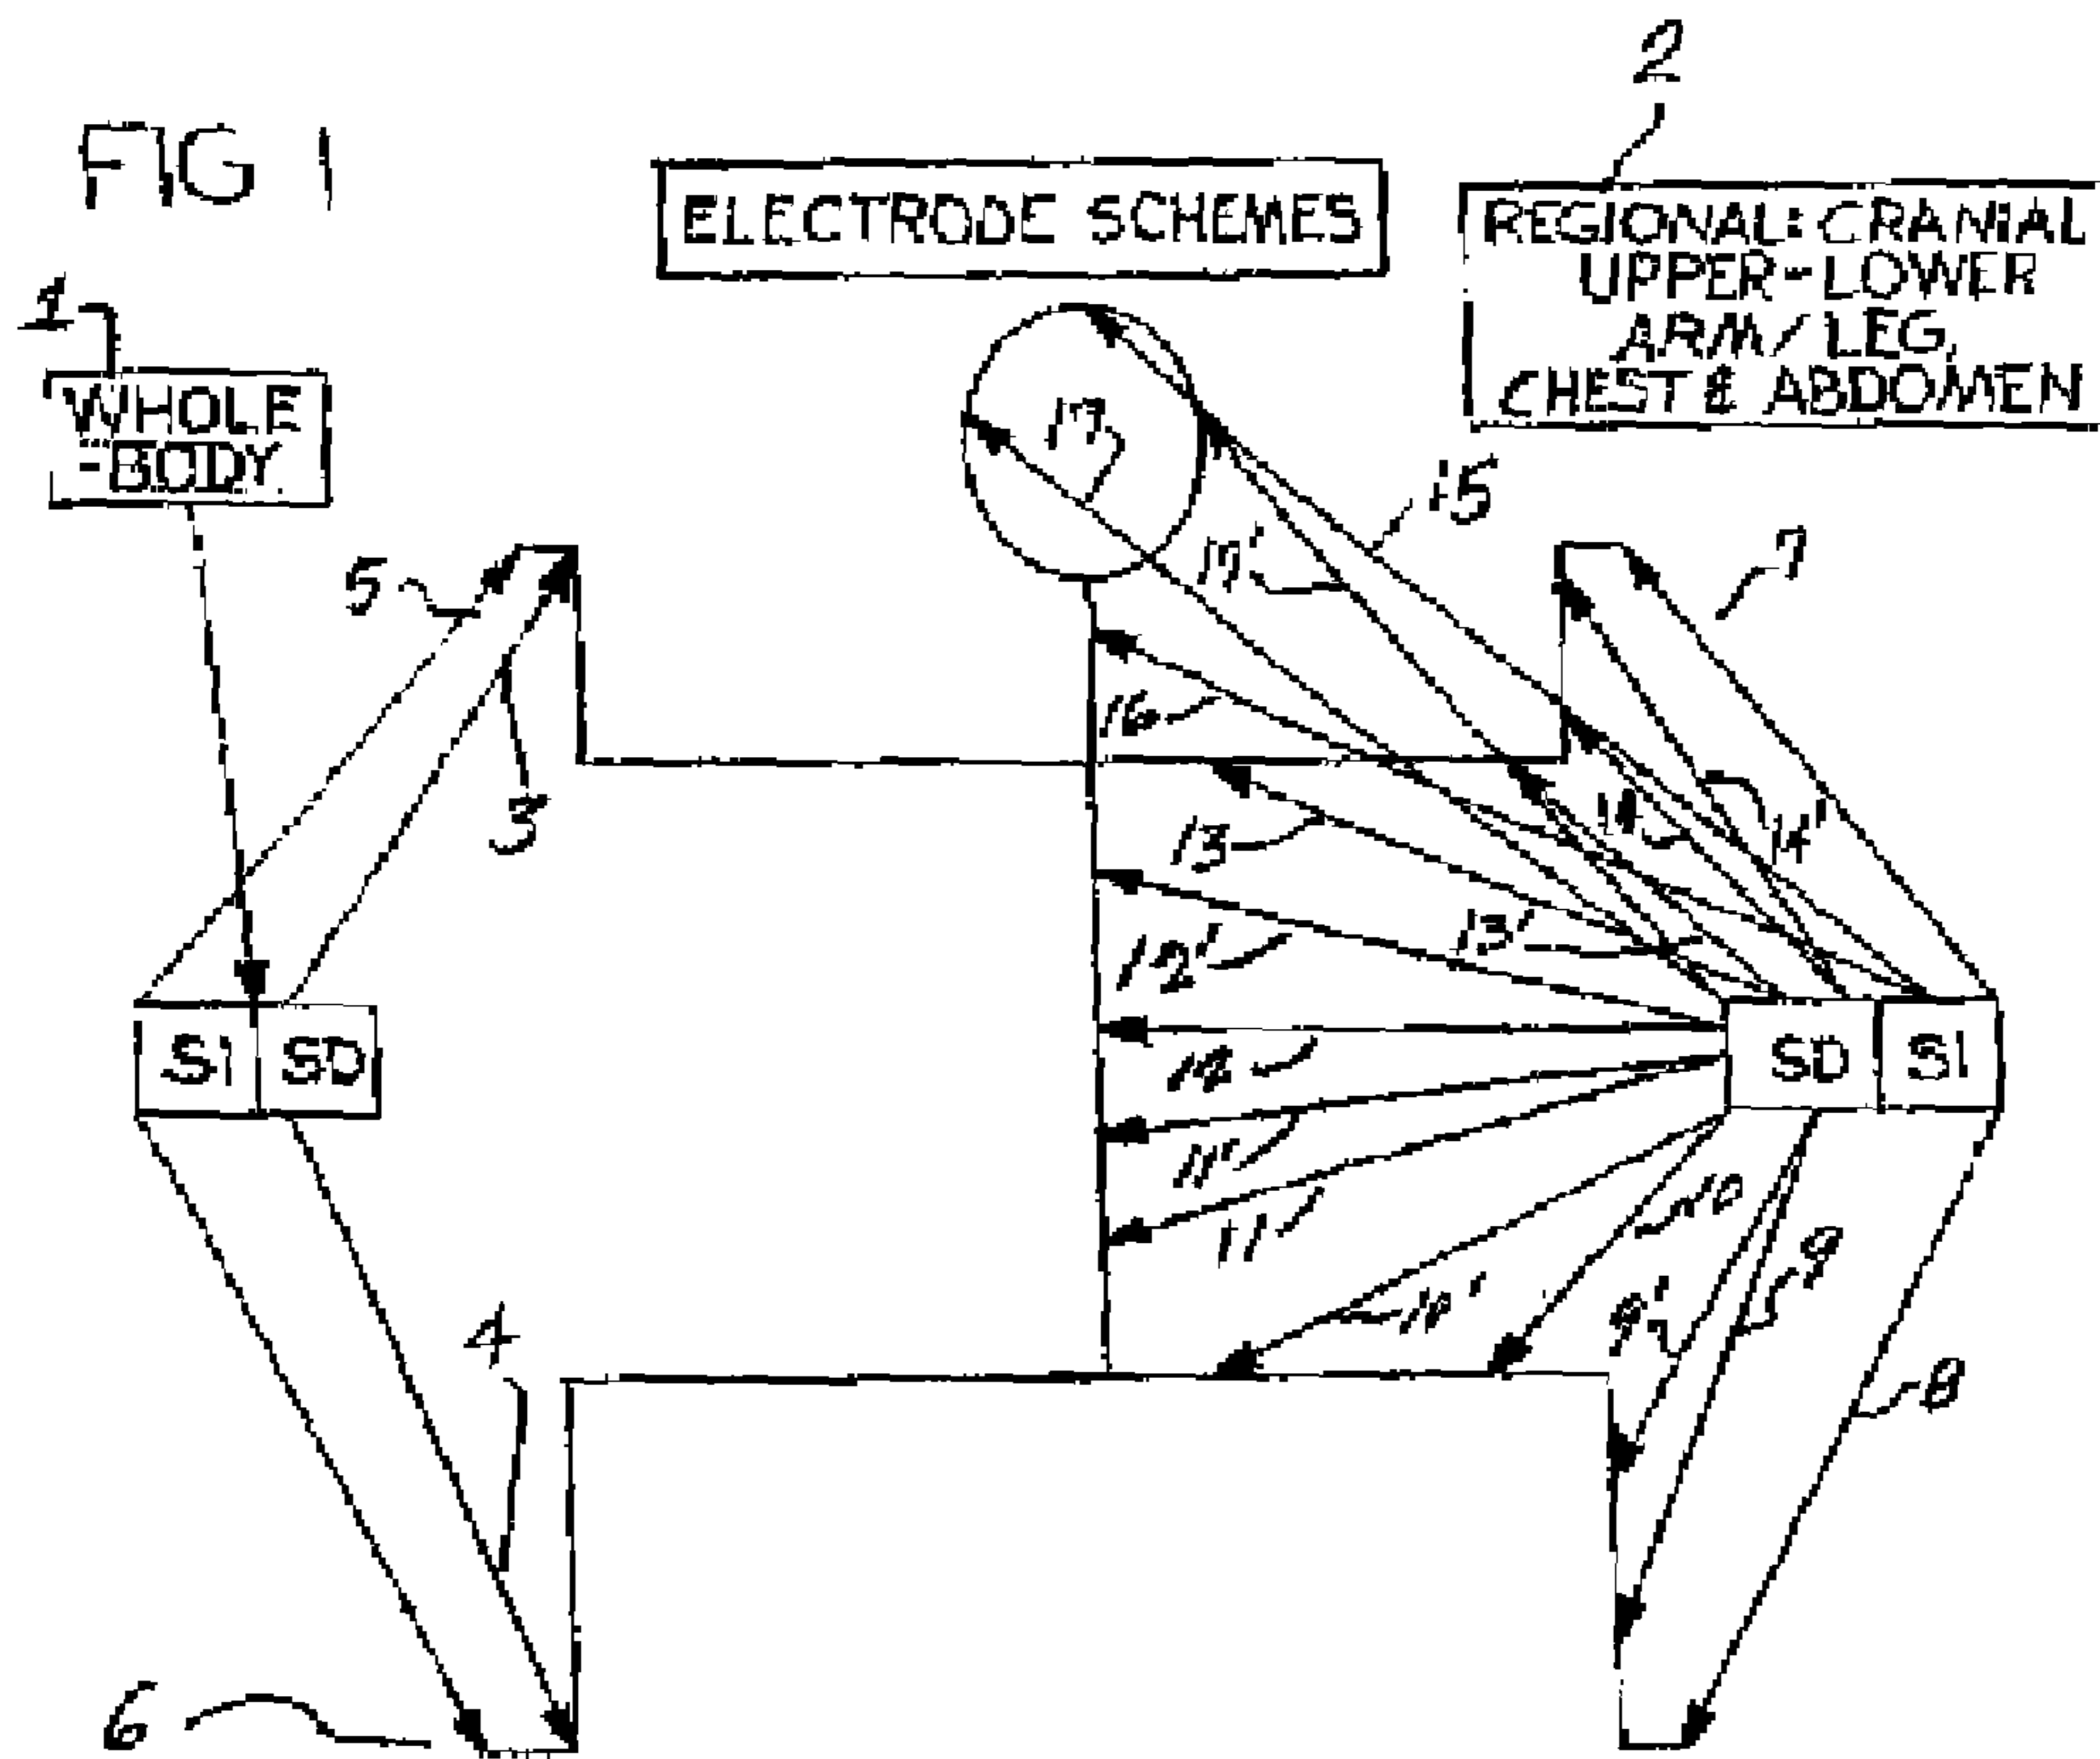 FIG 1
ELECTRODE SCHEMES
2
REGIONAL: CRANIAL
UPPER-LOWER
ARM/LEG,
CHEST & ABDOMEN
1
WHOLE
-BODY
17
15
5
17'
7
16
3
14
14'
13
13'
12'
SI SD
SD SI
12
11'
11
10
9
9'
10'
4
8
6